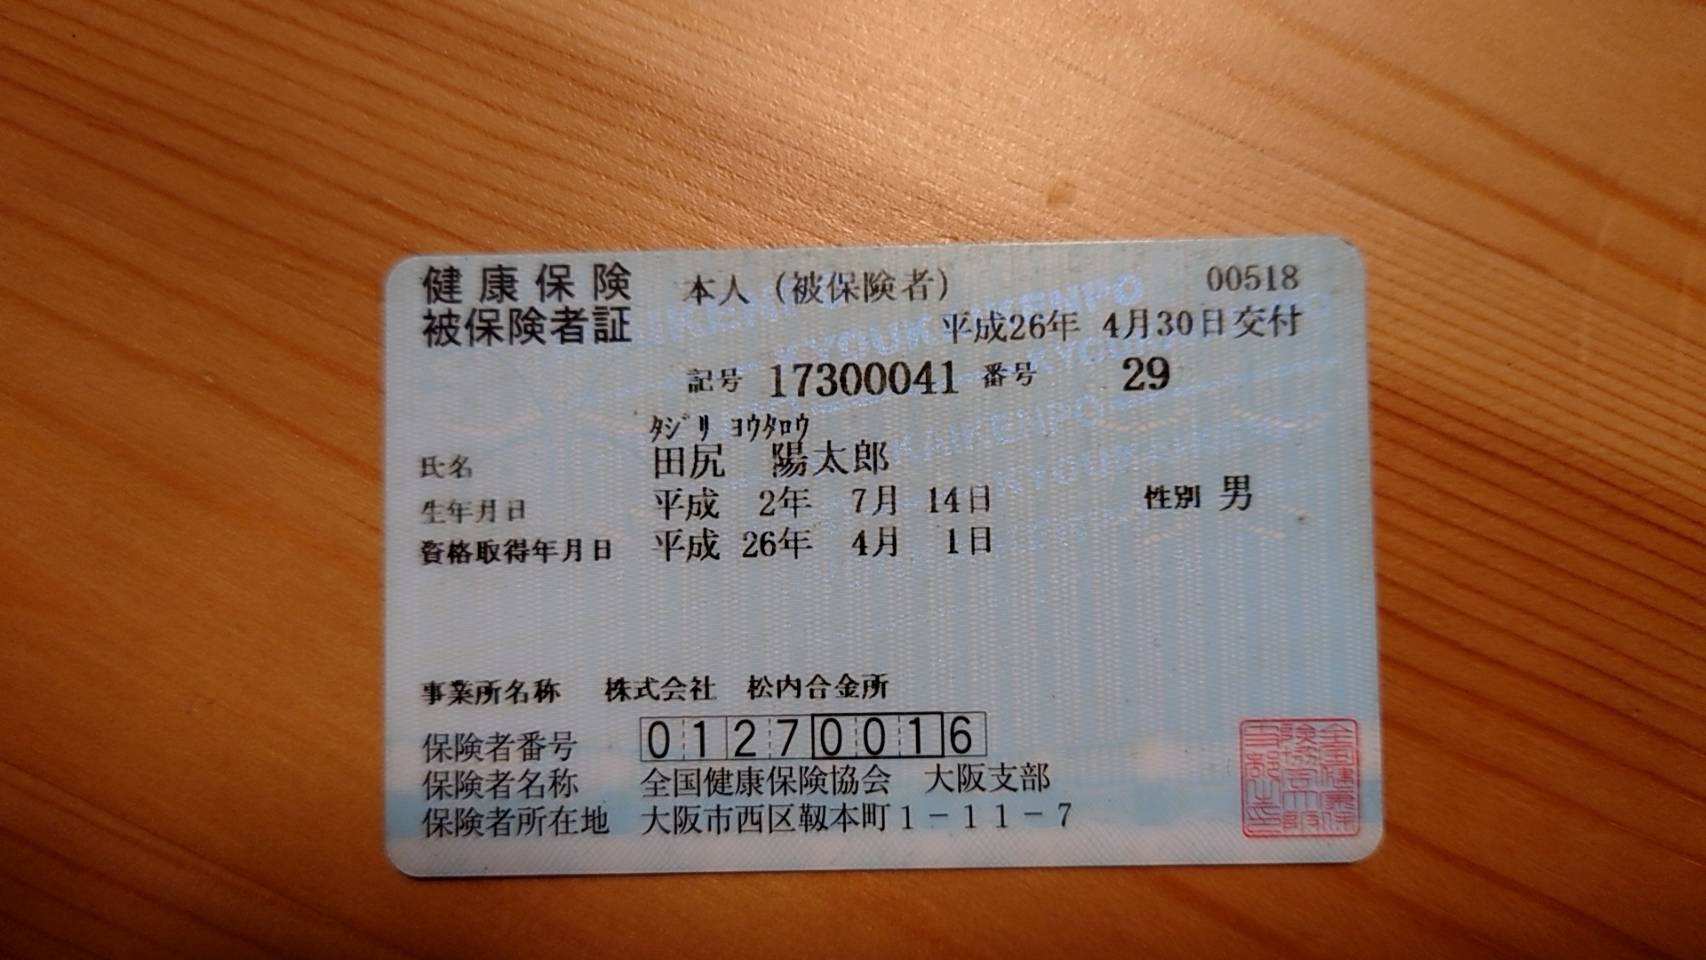 健康保険 本人（被保険者） 00518
被保険者証 平成26年 4月30日交付
記号 17300041 番号 29
ﾀｼﾞﾘ ﾖｳﾀﾛｳ
氏名 田尻 陽太郎
生年月日 平成 2年 7月 14日 性別 男
資格取得年月日 平成 26年 4月 1日
事業所名称 株式会社 松内合金所
保険者番号 01270016
保険者名称 全国健康保険協会 大阪支部
保険者所在地 大阪市西区靱本町1－11－7